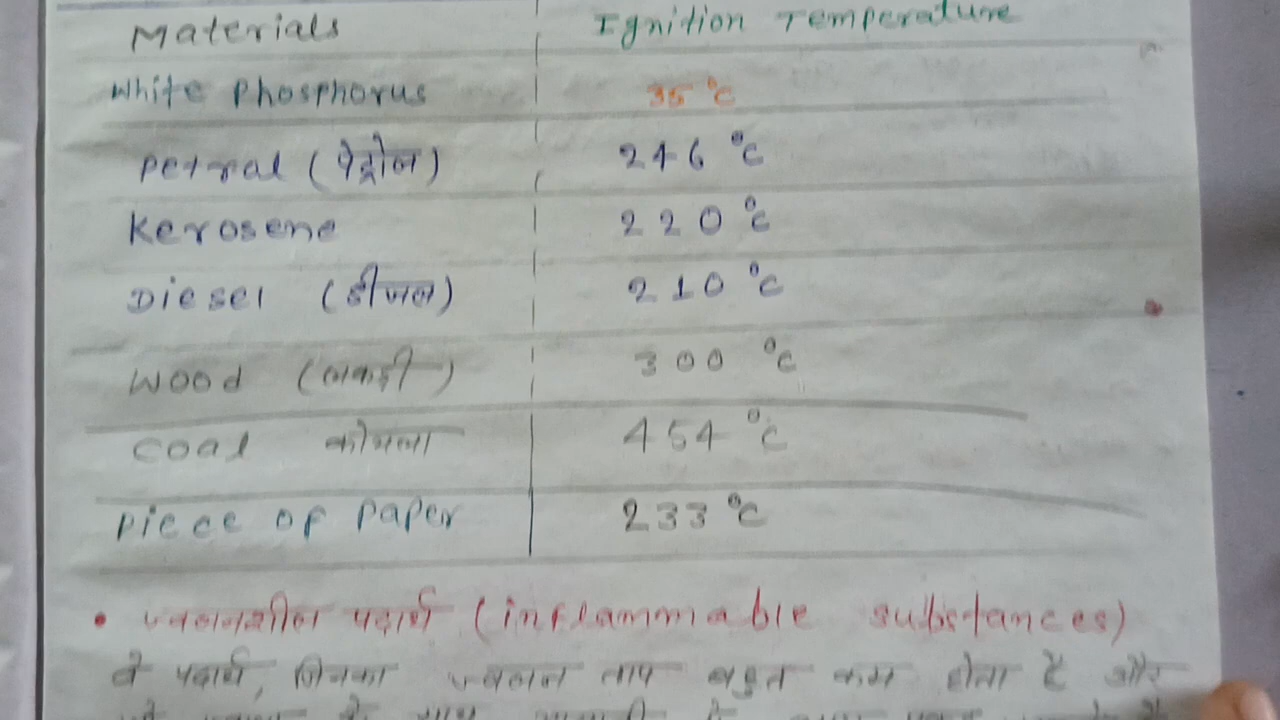 Materials Ignition Temperature
White Phosphorus 35 °C
Petral (पेट्रोल) 246 °C
Kerosene 220 °C
Diesel (डीजल) 210 °C
Wood (लकड़ी) 300 °C
Coal कोयला 454 °C
Piece of Paper 233 °C
• ज्वलनशील पदार्थ (inflammable substances)
वे पदार्थ, जिनका ज्वलन ताप बहुत कम होता है और